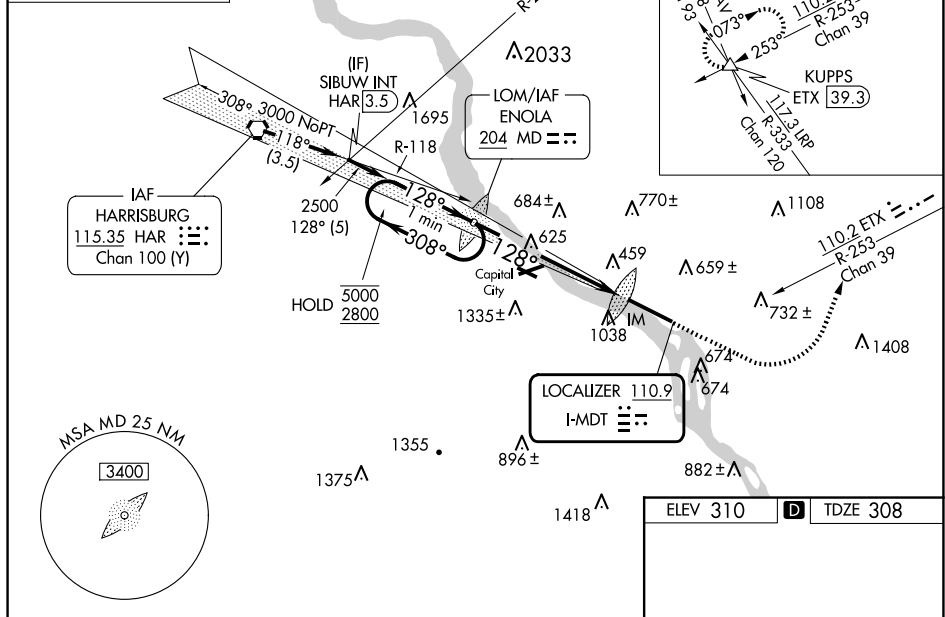 R-2
2033
(IF)
SIBUW INT
HAR 3.5
1695
308° 3000 NoPT
118°
(3.5)
R-118
LOM/IAF
ENOLA
204 MD
IAF
HARRISBURG
115.35 HAR
Chan 100 (Y)
2500
128° (5)
128°
1 min
308°
128°
HOLD 5000
2800
684±
625
770±
1108
Capital
City
459
659±
1335±
1038
IM
732±
1408
674
674
110.2 ETX
R-253
Chan 39
073°
253°
110.2
R-253
Chan 39
KUPPS
ETX 39.3
117.3 LRP
R-333
Chan 120
LOCALIZER 110.9
I-MDT
MSA MD 25 NM
3400
1355
1375
896±
882±
1418
ELEV 310 D TDZE 308